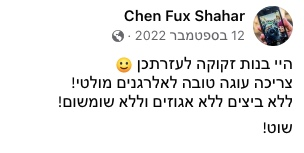 Chen Fux Shahar
12 בספטמבר 2022
היי בנות זקוקה לעזרתכן 🙂
צריכה עוגה טובה לאלרגנים מולטי!
ללא ביצים ללא אגוזים וללא שומשום!
שוט!